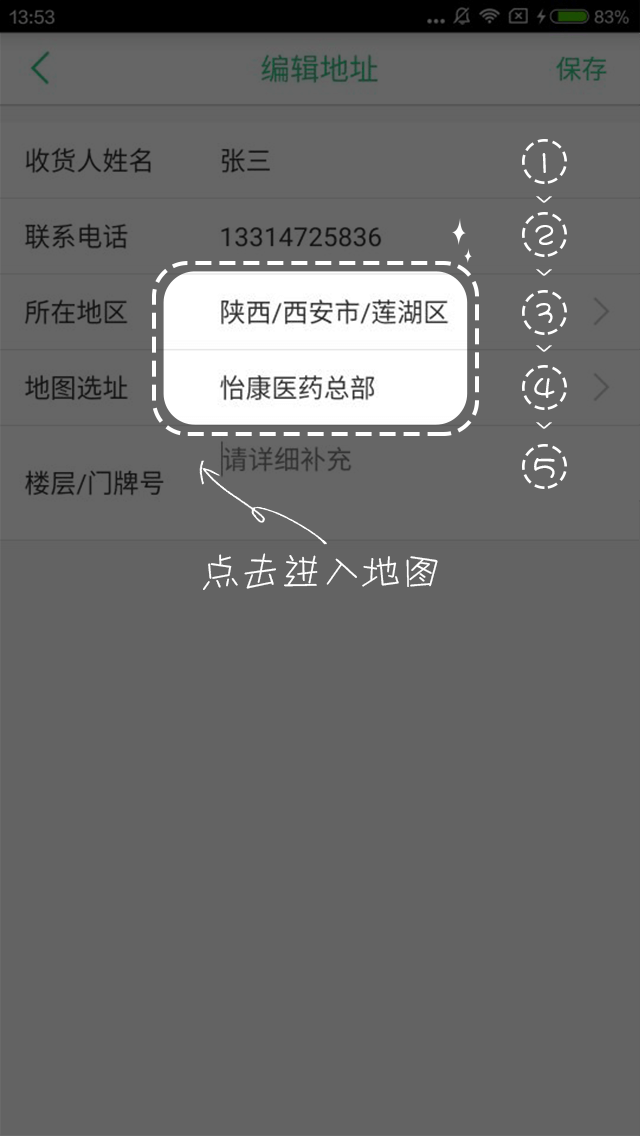 13:53 83%
编辑地址 保存
收货人姓名 张三 1
联系电话 13314725836 2
所在地区 陕西/西安市/莲湖区 3
地图选址 怡康医药总部 4
楼层/门牌号 请详细补充 5
点击进入地图